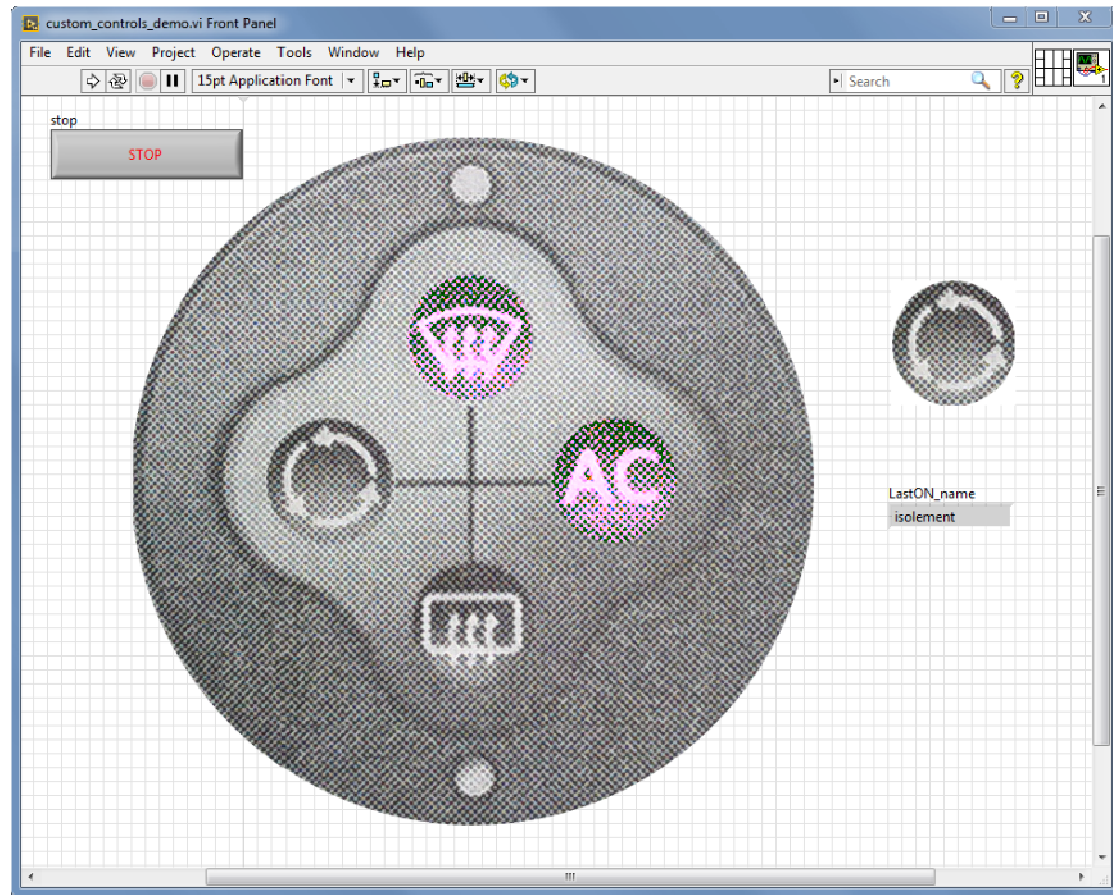 custom_controls_demo.vi Front Panel
File Edit View Project Operate Tools Window Help
15pt Application Font
Search
?
1
stop
STOP
AC
LastON_name
isolement